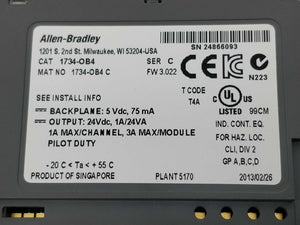 Allen-Bradley
1201 S. 2nd St. Milwaukee, WI 53204-USA
SN 24866093
CAT 1734-OB4 SER C
MAT NO 1734-OB4 C FW 3.022
N223
SEE INSTALL INFO
T CODE
T4A
BACKPLANE: 5 Vdc, 75 mA
LISTED 99CM
OUTPUT: 24Vdc, 1A/24VA
IND. CONT. EQ.
1A MAX/CHANNEL, 3A MAX/MODULE
FOR HAZ. LOC.
PILOT DUTY
CLI, DIV 2
GP A,B,C,D
- 20 C < Ta < + 55 C
PRODUCT OF SINGAPORE
PLANT 5170
2013/02/26